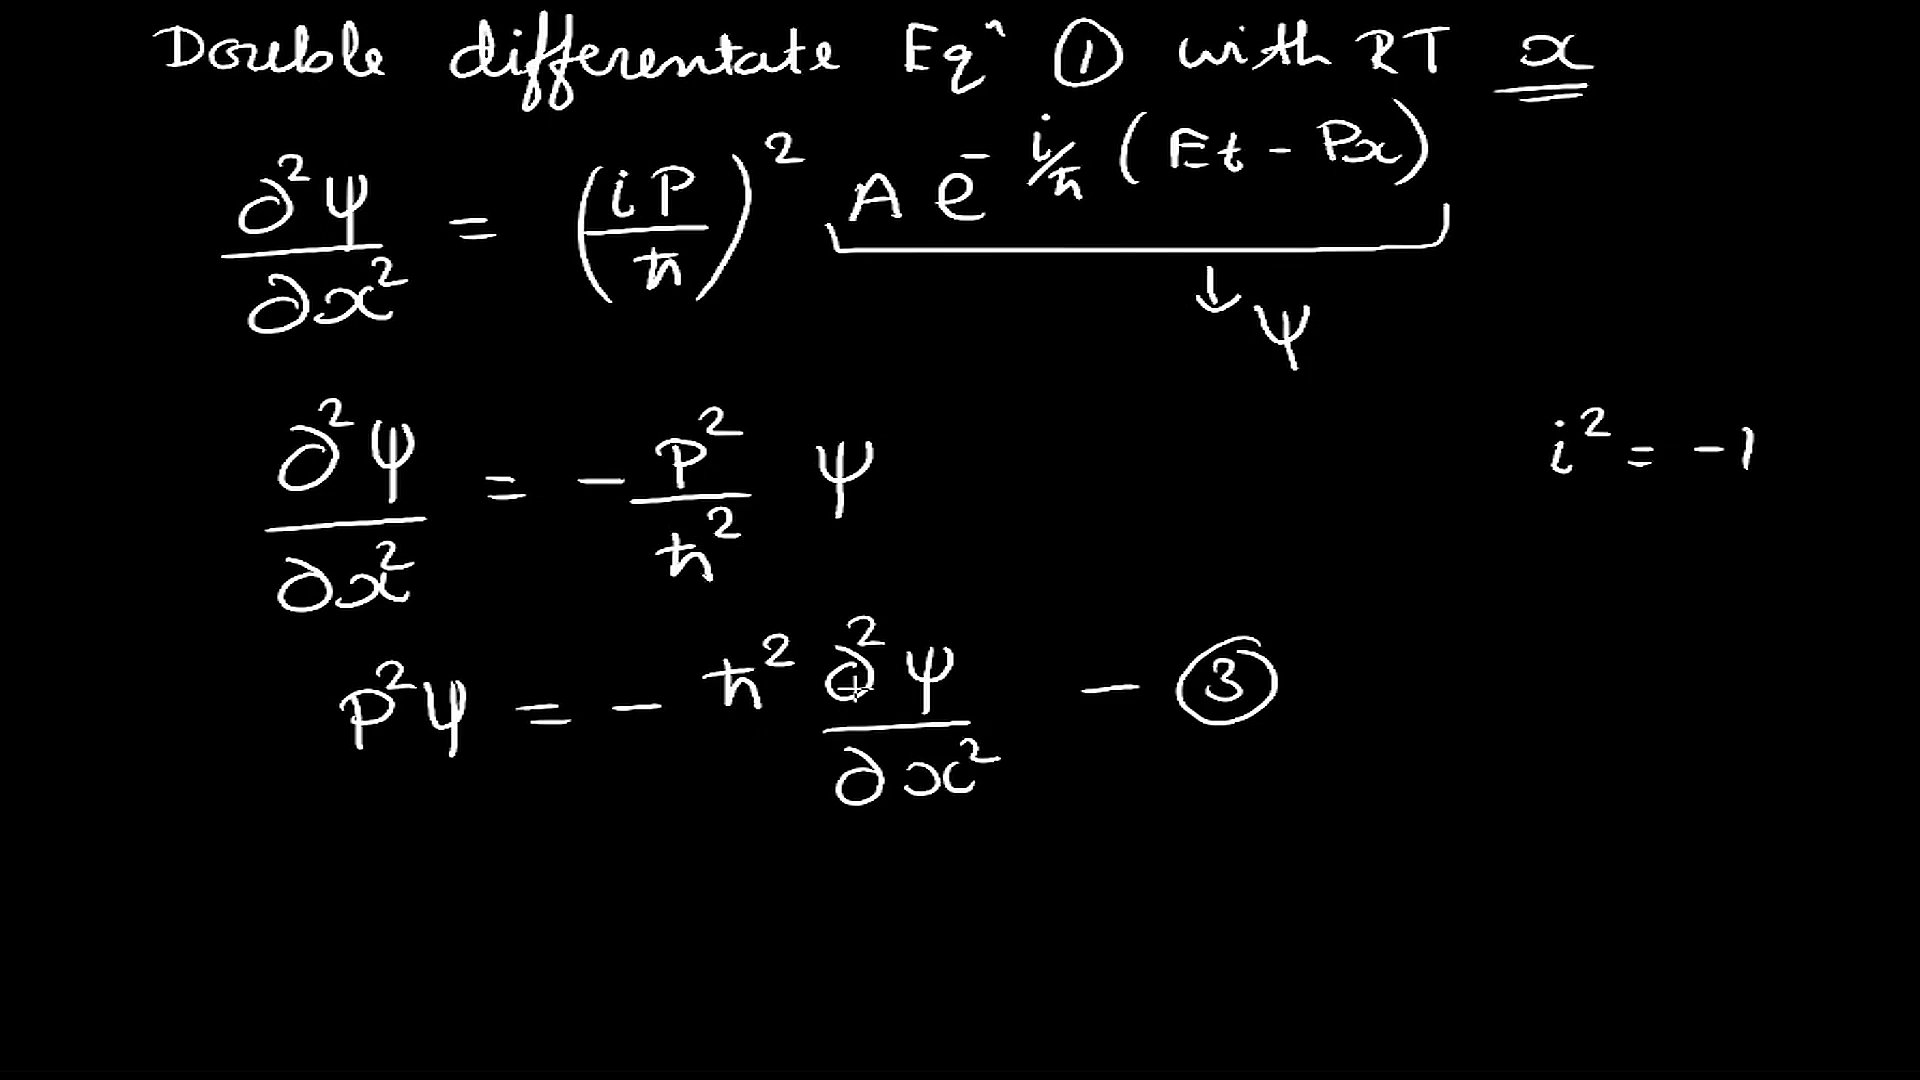 Double differentate Eqⁿ ① with RT x
∂²ψ/∂x² = (iP/ħ)² A e^(-i/ħ (Et - Px))
↓ ψ
∂²ψ/∂x² = -P²/ħ² ψ
i² = -1
P²ψ = -ħ² ∂²ψ/∂x² - ③